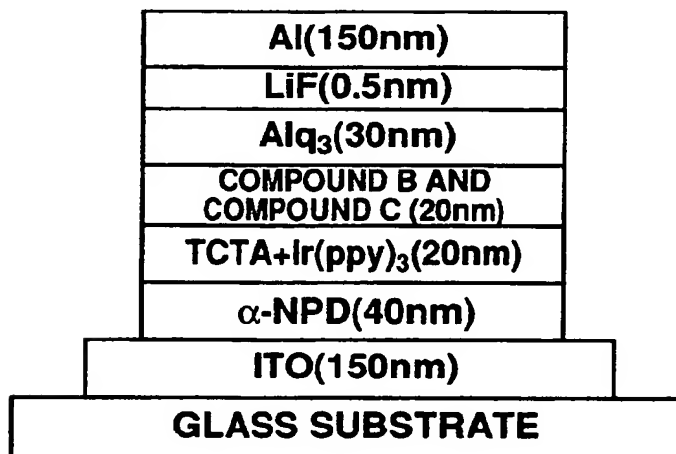 Al(150nm)
LiF(0.5nm)
Alq₃(30nm)
COMPOUND B AND
COMPOUND C (20nm)
TCTA+Ir(ppy)₃(20nm)
α-NPD(40nm)
ITO(150nm)
GLASS SUBSTRATE